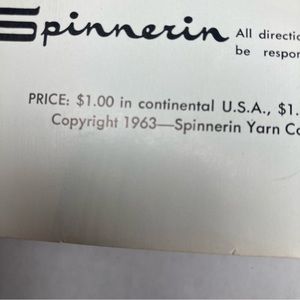 Spinnerin
All directio
be respon
PRICE: $1.00 in continental U.S.A., $1.
Copyright 1963—Spinnerin Yarn Co